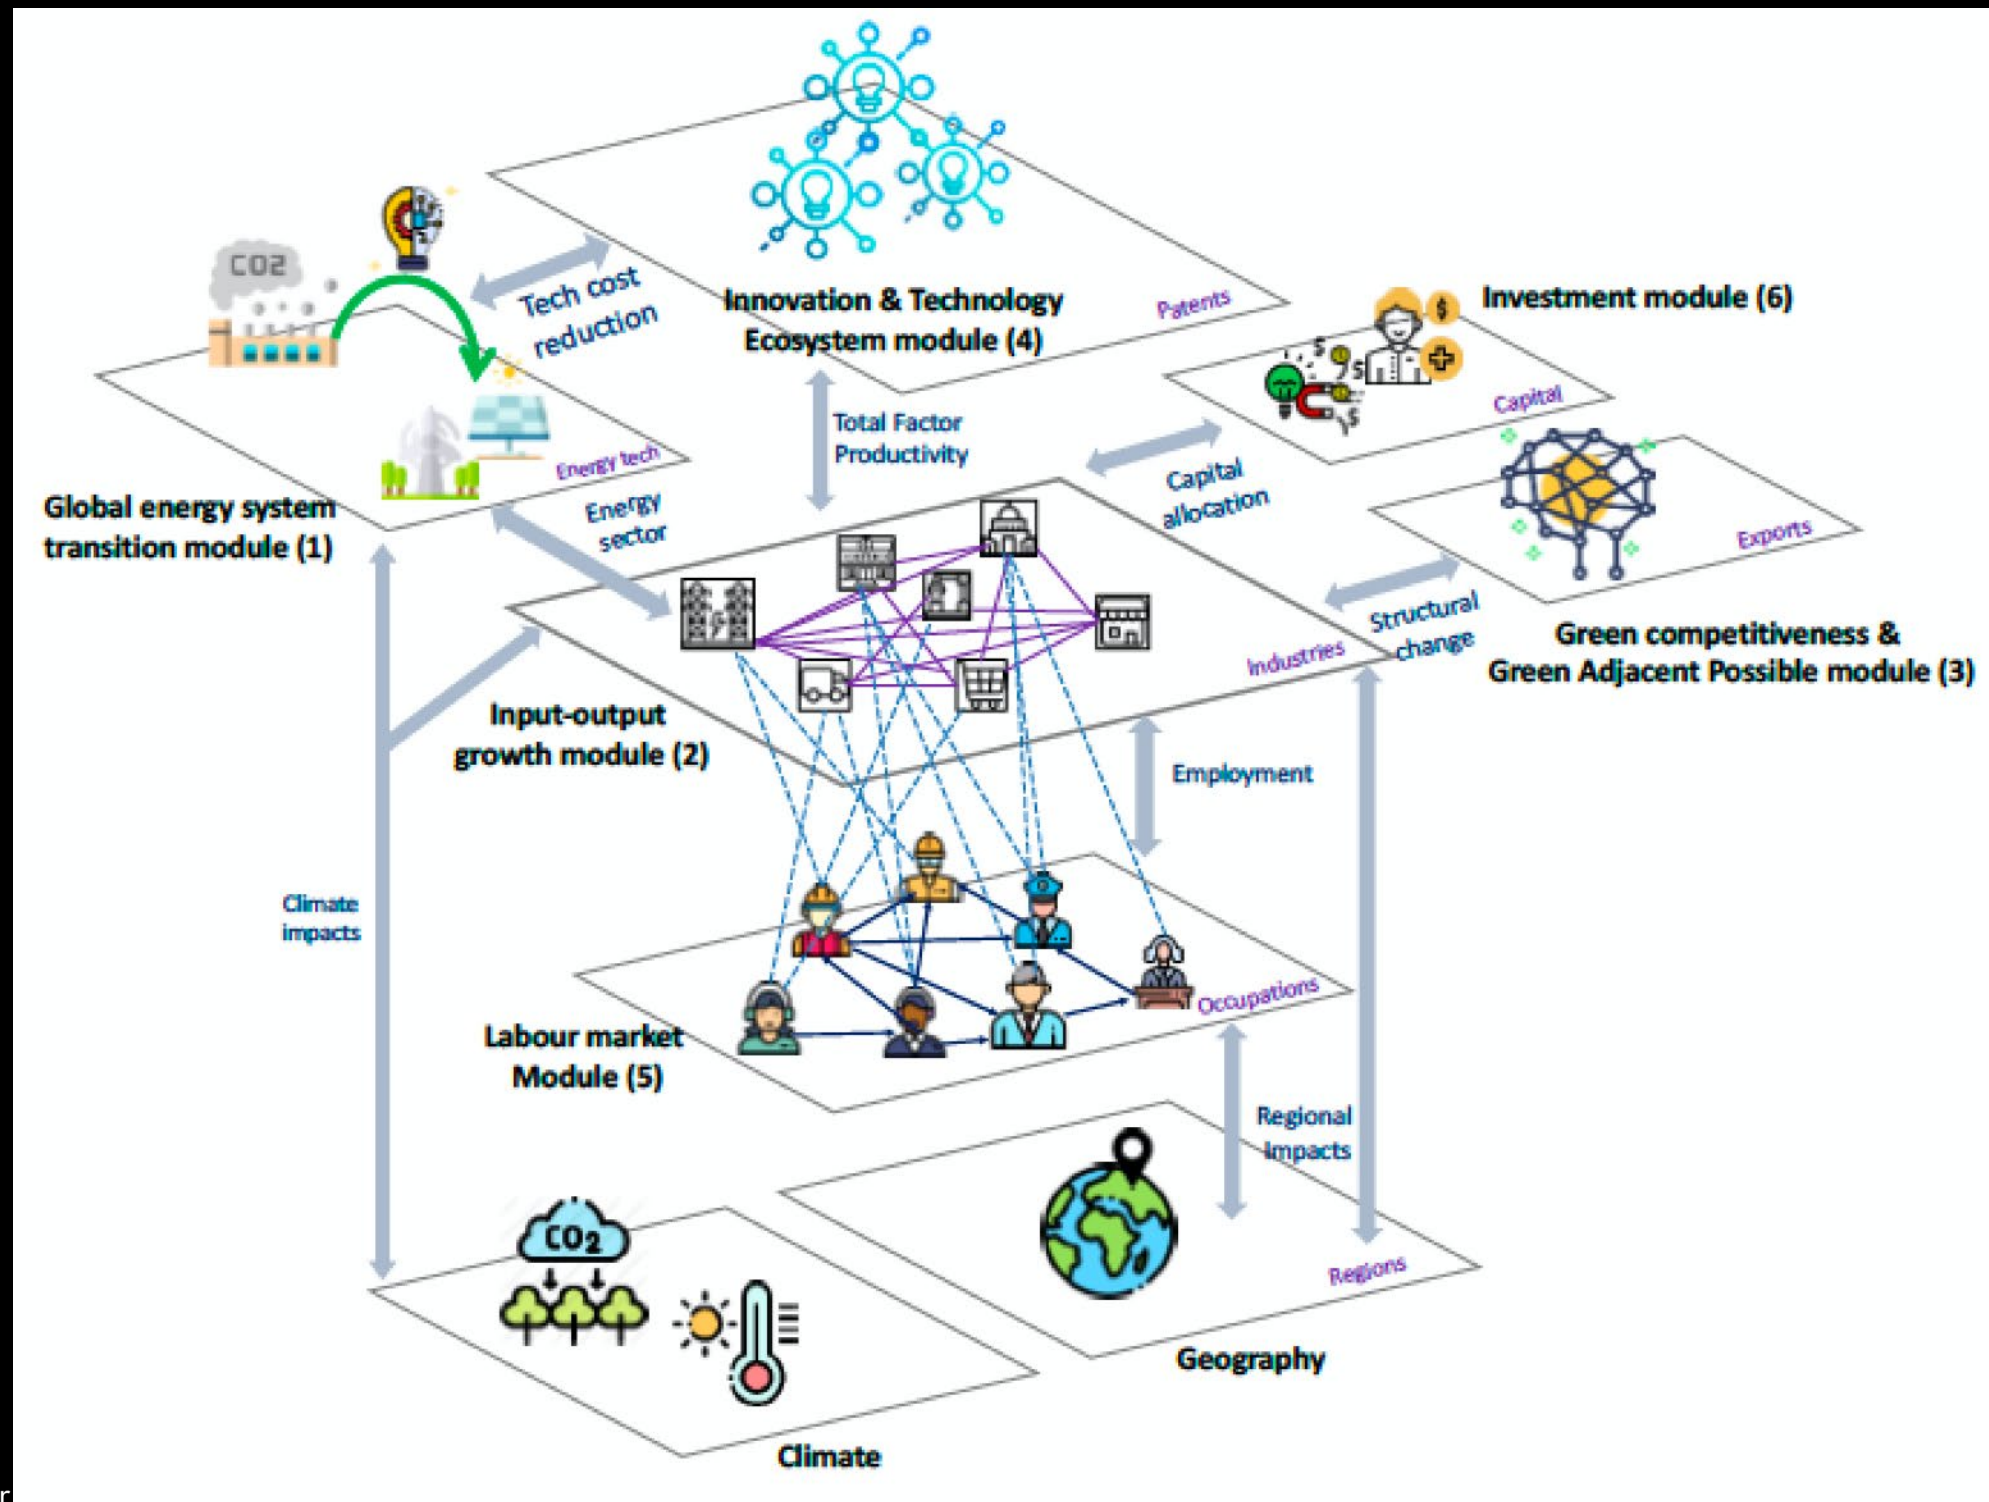 CO2
Tech cost
reduction
Innovation & Technology
Ecosystem module (4)
Patents
Investment module (6)
Capital
Total Factor
Productivity
Energy tech
Global energy system
transition module (1)
Energy
sector
Capital
allocation
Exports
Structural
change
Green competitiveness &
Green Adjacent Possible module (3)
Industries
Input-output
growth module (2)
Employment
Climate
impacts
Occupations
Labour market
Module (5)
Regional
Impacts
CO2
Regions
Geography
Climate
r